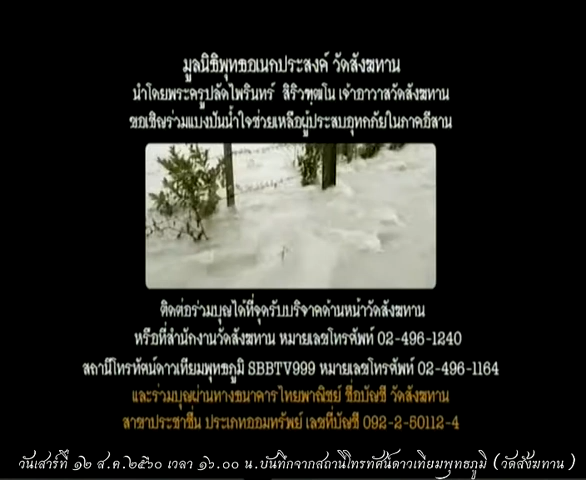 มูลนิธิพุทธอเนกประสงค์ วัดสังฆทาน
นำโดยพระครูปลัดไพรินทร์ สิริวฑฺฒโน เจ้าอาวาสวัดสังฆทาน
ขอเชิญร่วมแบ่งปันน้ำใจช่วยเหลือผู้ประสบอุทกภัยในภาคอีสาน
ติดต่อร่วมบุญได้ที่จุดรับบริจาคด้านหน้าวัดสังฆทาน
หรือที่สำนักงานวัดสังฆทาน หมายเลขโทรศัพท์ 02-496-1240
สถานีโทรทัศน์ดาวเทียมพุทธภูมิ SBBTV999 หมายเลขโทรศัพท์ 02-496-1164
และร่วมบุญผ่านทางธนาคารไทยพาณิชย์ ชื่อบัญชี วัดสังฆทาน
สาขาประชาชื่น ประเภทออมทรัพย์ เลขที่บัญชี 092-2-50112-4
วันเสาร์ที่ ๑๒ ส.ค.๒๕๖๐ เวลา ๑๖.๐๐ น.บันทึกจากสถานีโทรทัศน์ดาวเทียมพุทธภูมิ (วัดสังฆทาน)